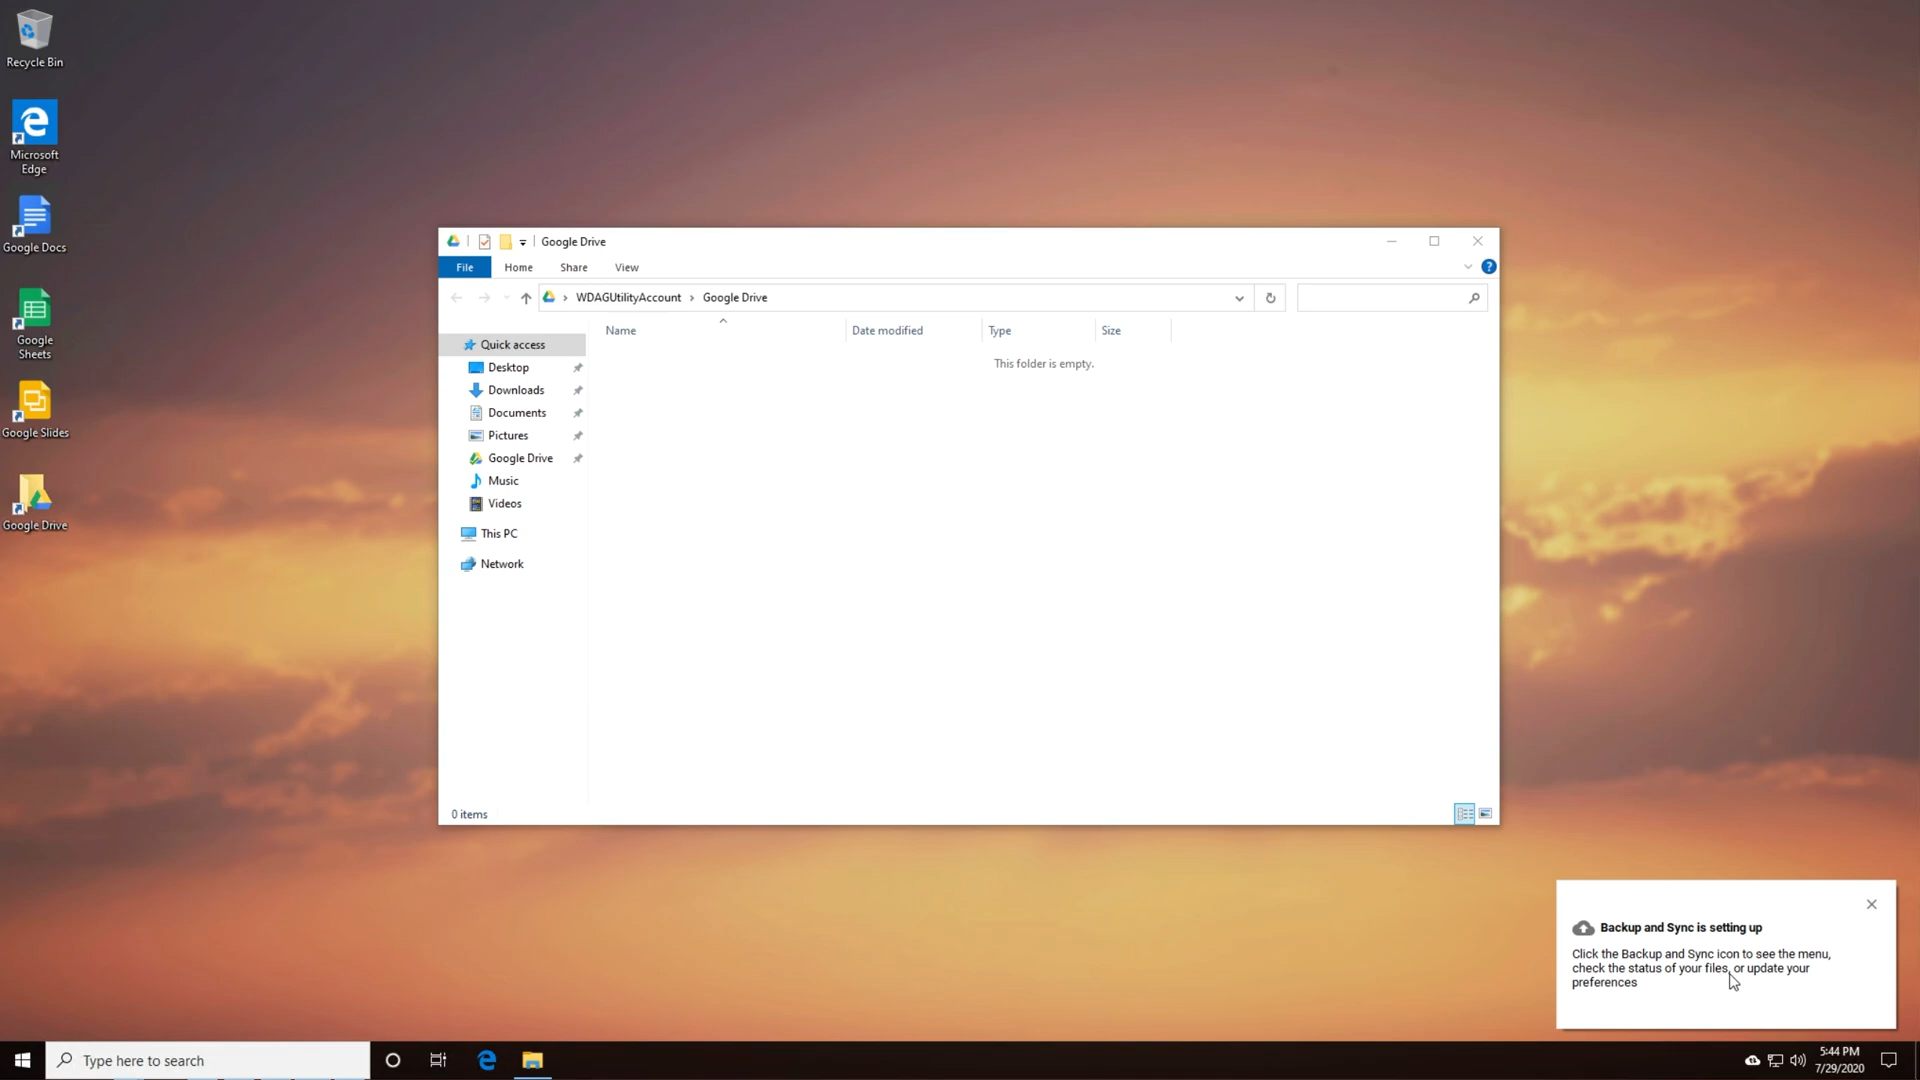 Recycle Bin
Microsoft
Edge
Google Docs
Google
Sheets
Google Slides
Google Drive
Google Drive
File Home Share View
WDAGUtilityAccount › Google Drive
Name Date modified Type Size
This folder is empty.
Quick access
Desktop
Downloads
Documents
Pictures
Google Drive
Music
Videos
This PC
Network
0 items
Backup and Sync is setting up
Click the Backup and Sync icon to see the menu,
check the status of your files, or update your
preferences
Type here to search
5:44 PM
7/29/2020